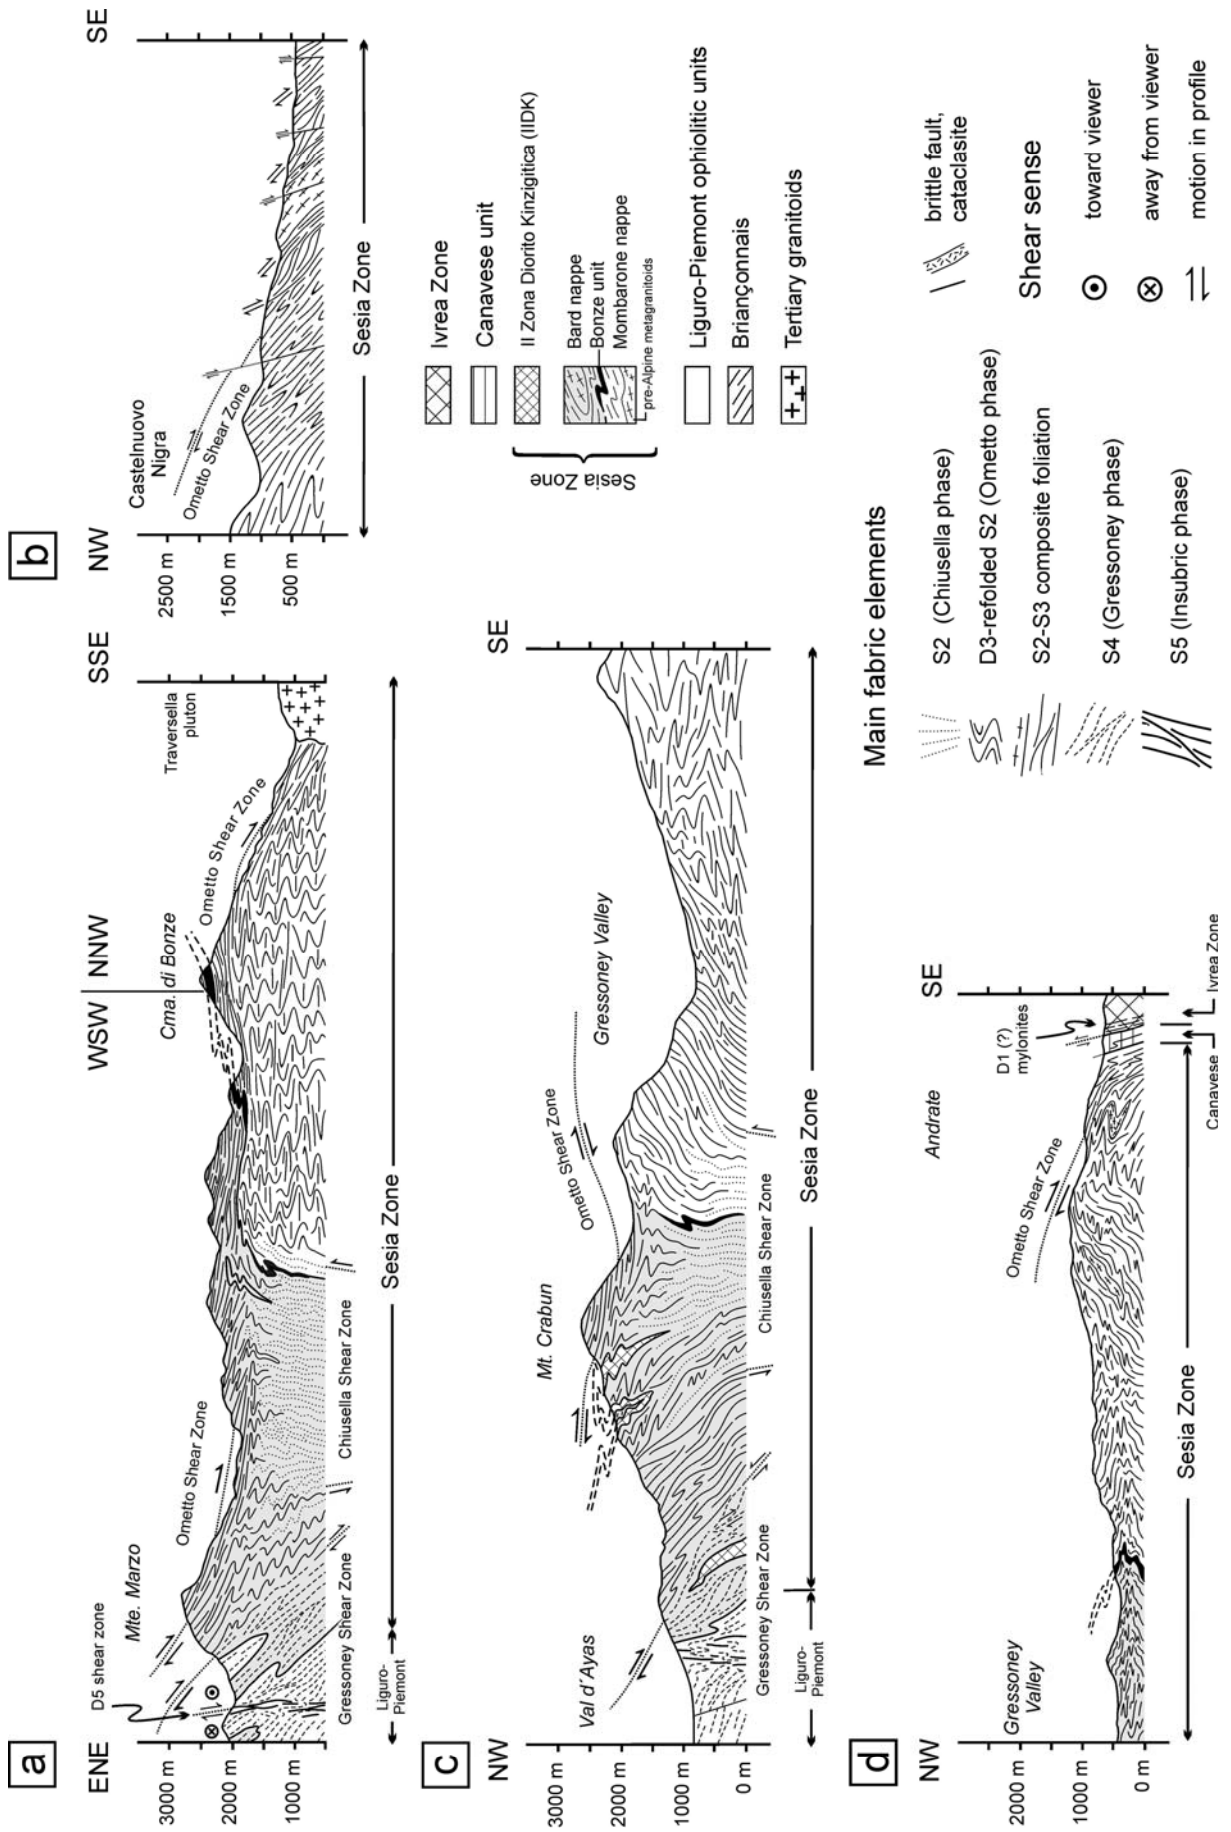 a
ENE
WSW
NNW
SSE
3000 m
2000 m
1000 m
D5 shear zone
Mte. Marzo
Ometto Shear Zone
Cma. di Bonze
Ometto Shear Zone
Traversella
pluton
Gressoney Shear Zone
Chiusella Shear Zone
Liguro-
Piemont
Sesia Zone
b
NW
SE
2500 m
1500 m
500 m
Castelnuovo
Nigra
Ometto Shear Zone
Sesia Zone
c
NW
SE
3000 m
2000 m
1000 m
0 m
Val d´Ayas
Mt. Crabun
Ometto Shear Zone
Gressoney Valley
Gressoney Shear Zone
Chiusella Shear Zone
Liguro-
Piemont
Sesia Zone
Sesia Zone
Ivrea Zone
Canavese unit
II Zona Diorito Kinzigitica (IIDK)
Bard nappe
Bonze unit
Mombarone nappe
pre-Alpine metagranitoids
Liguro-Piemont ophiolitic units
Briançonnais
Tertiary granitoids
d
NW
SE
2000 m
1000 m
0 m
Gressoney
Valley
Ometto Shear Zone
Andrate
D1 (?)
mylonites
Sesia Zone
Canavese
Ivrea Zone
Main fabric elements
S2 (Chiusella phase)
D3-refolded S2 (Ometto phase)
S2-S3 composite foliation
S4 (Gressoney phase)
S5 (Insubric phase)
brittle fault,
cataclasite
Shear sense
toward viewer
away from viewer
motion in profile